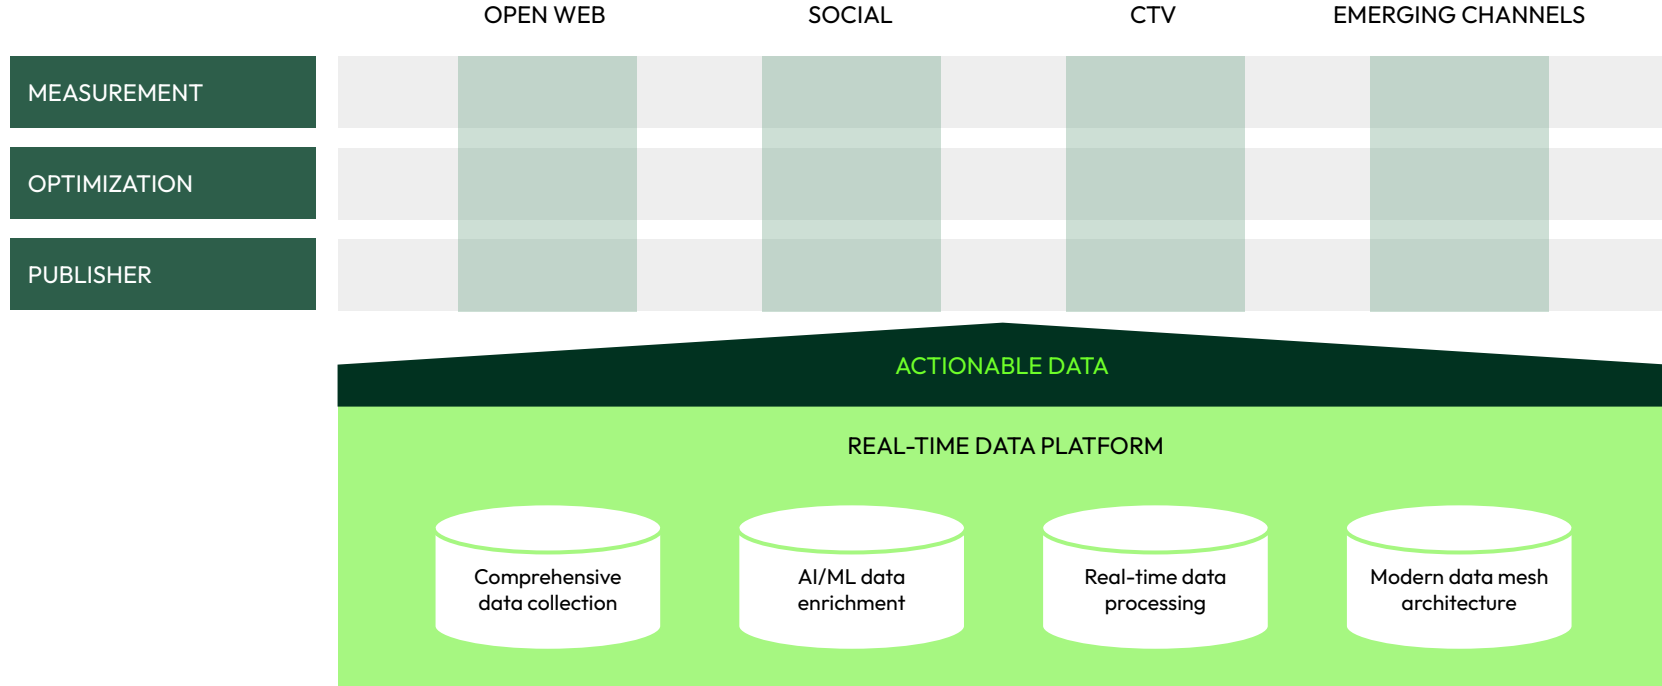 OPEN WEB
SOCIAL
CTV
EMERGING CHANNELS
MEASUREMENT
OPTIMIZATION
PUBLISHER
ACTIONABLE DATA
REAL-TIME DATA PLATFORM
Comprehensive
data collection
AI/ML data
enrichment
Real-time data
processing
Modern data mesh
architecture